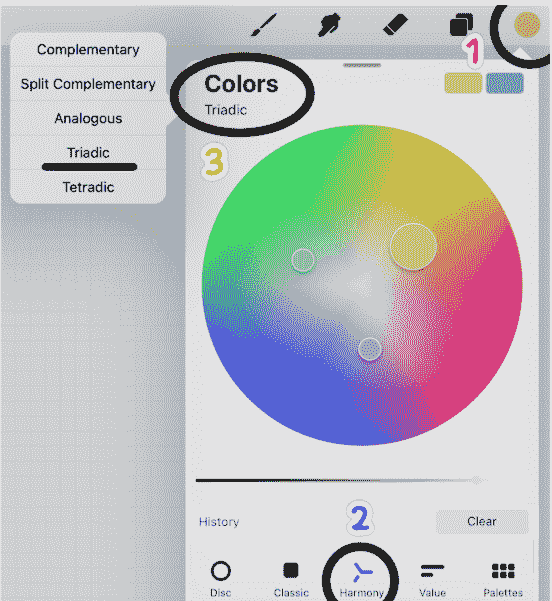 1
Complementary
Split Complementary
Analogous
Triadic
Tetradic
Colors
Triadic
3
2
History
Clear
Disc
Classic
Harmony
Value
Palettes